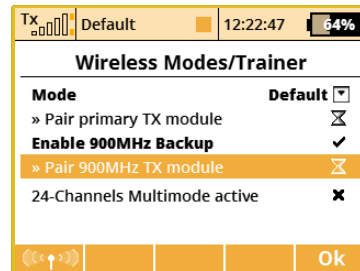 Tx Default 12:22:47 64%
Wireless Modes/Trainer
Mode Default
» Pair primary TX module
Enable 900MHz Backup
» Pair 900MHz TX module
24-Channels Multimode active
Ok